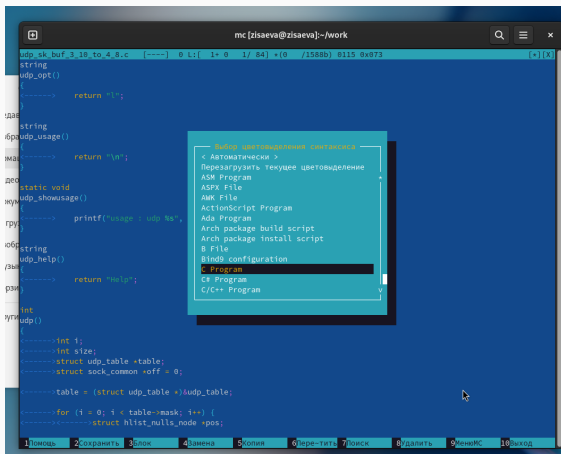 mc [zisaeva@zisaeva]:~/work
udp_sk_buf_3_10_to_4_8.c [----] 0 L:[ 1+ 0 1/ 84] *(0 /1588b) 0115 0x073 [*][X]
string
udp_opt()
{
<------> return "l";
}
string
udp_usage()
{
<------> return "\n";
}
static void
udp_showusage()
{
<------> printf("usage : udp %s",
}
string
udp_help()
{
<------> return "Help";
}
int
udp()
{
<------>int i;
<------>int size;
<------>struct udp_table *table;
<------>struct sock_common *off = 0;
<------>table = (struct udp_table *)&udp_table;
<------>for (i = 0; i < table->mask; i++) {
<------><------>struct hlist_nulls_node *pos;
Выбор цветовыделения синтаксиса
< Автоматически >
Перезагрузить текущее цветовыделение
ASM Program
ASPX File
AWK File
ActionScript Program
Ada Program
Arch package build script
Arch package install script
B File
Bind9 configuration
C Program
C# Program
C/C++ Program
1Помощь 2Сохранить 3Блок 4Замена 5Копия 6Пере~тить 7Поиск 8Удалить 9МенюMC 10Выход